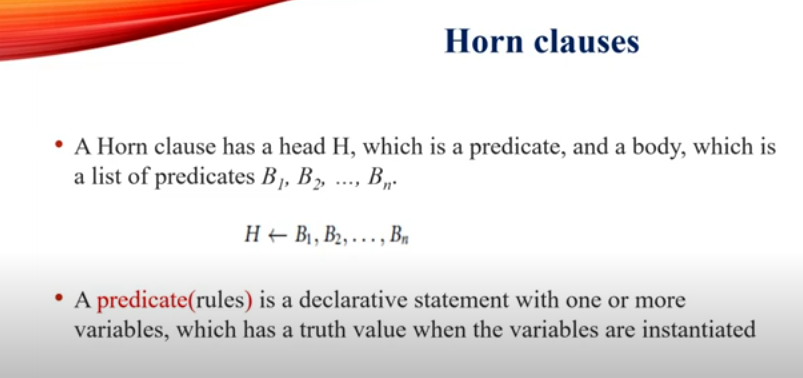 Horn clauses
• A Horn clause has a head H, which is a predicate, and a body, which is
a list of predicates B₁, B₂, ..., Bₙ.
H ← B₁, B₂, . . . , Bₙ
• A predicate(rules) is a declarative statement with one or more
variables, which has a truth value when the variables are instantiated